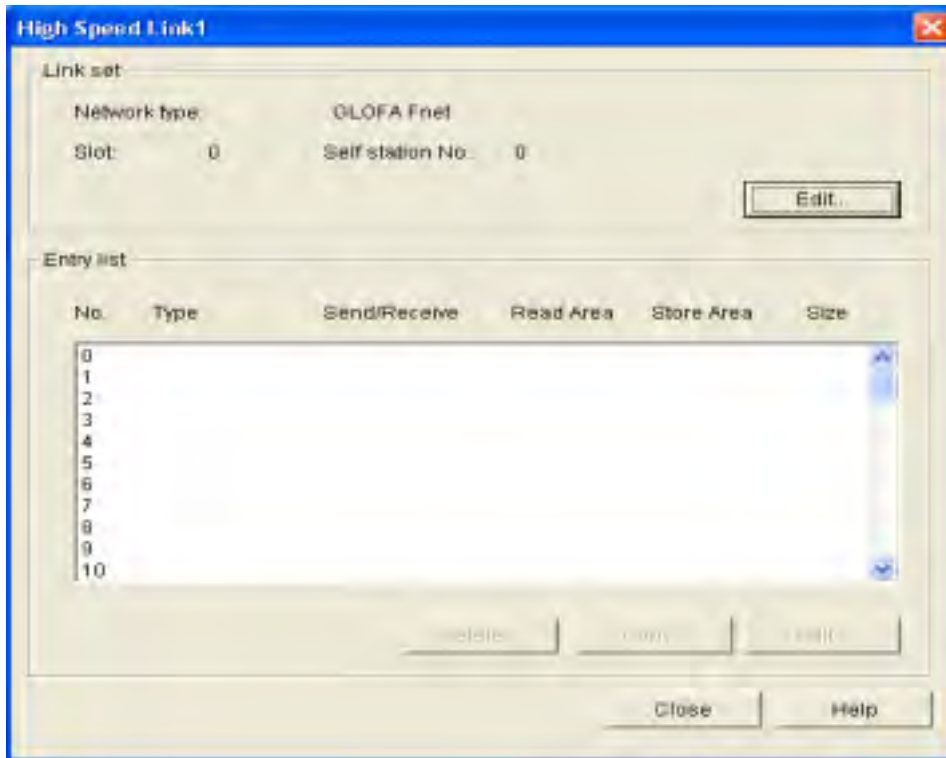 High Speed Link1
Link set
Network type: GLOFA Fnet
Slot: 0 Self station No.: 0
Edit...
Entry list
No. Type Send/Receive Read Area Store Area Size
0
1
2
3
4
5
6
7
8
9
10
Delete
Close Help